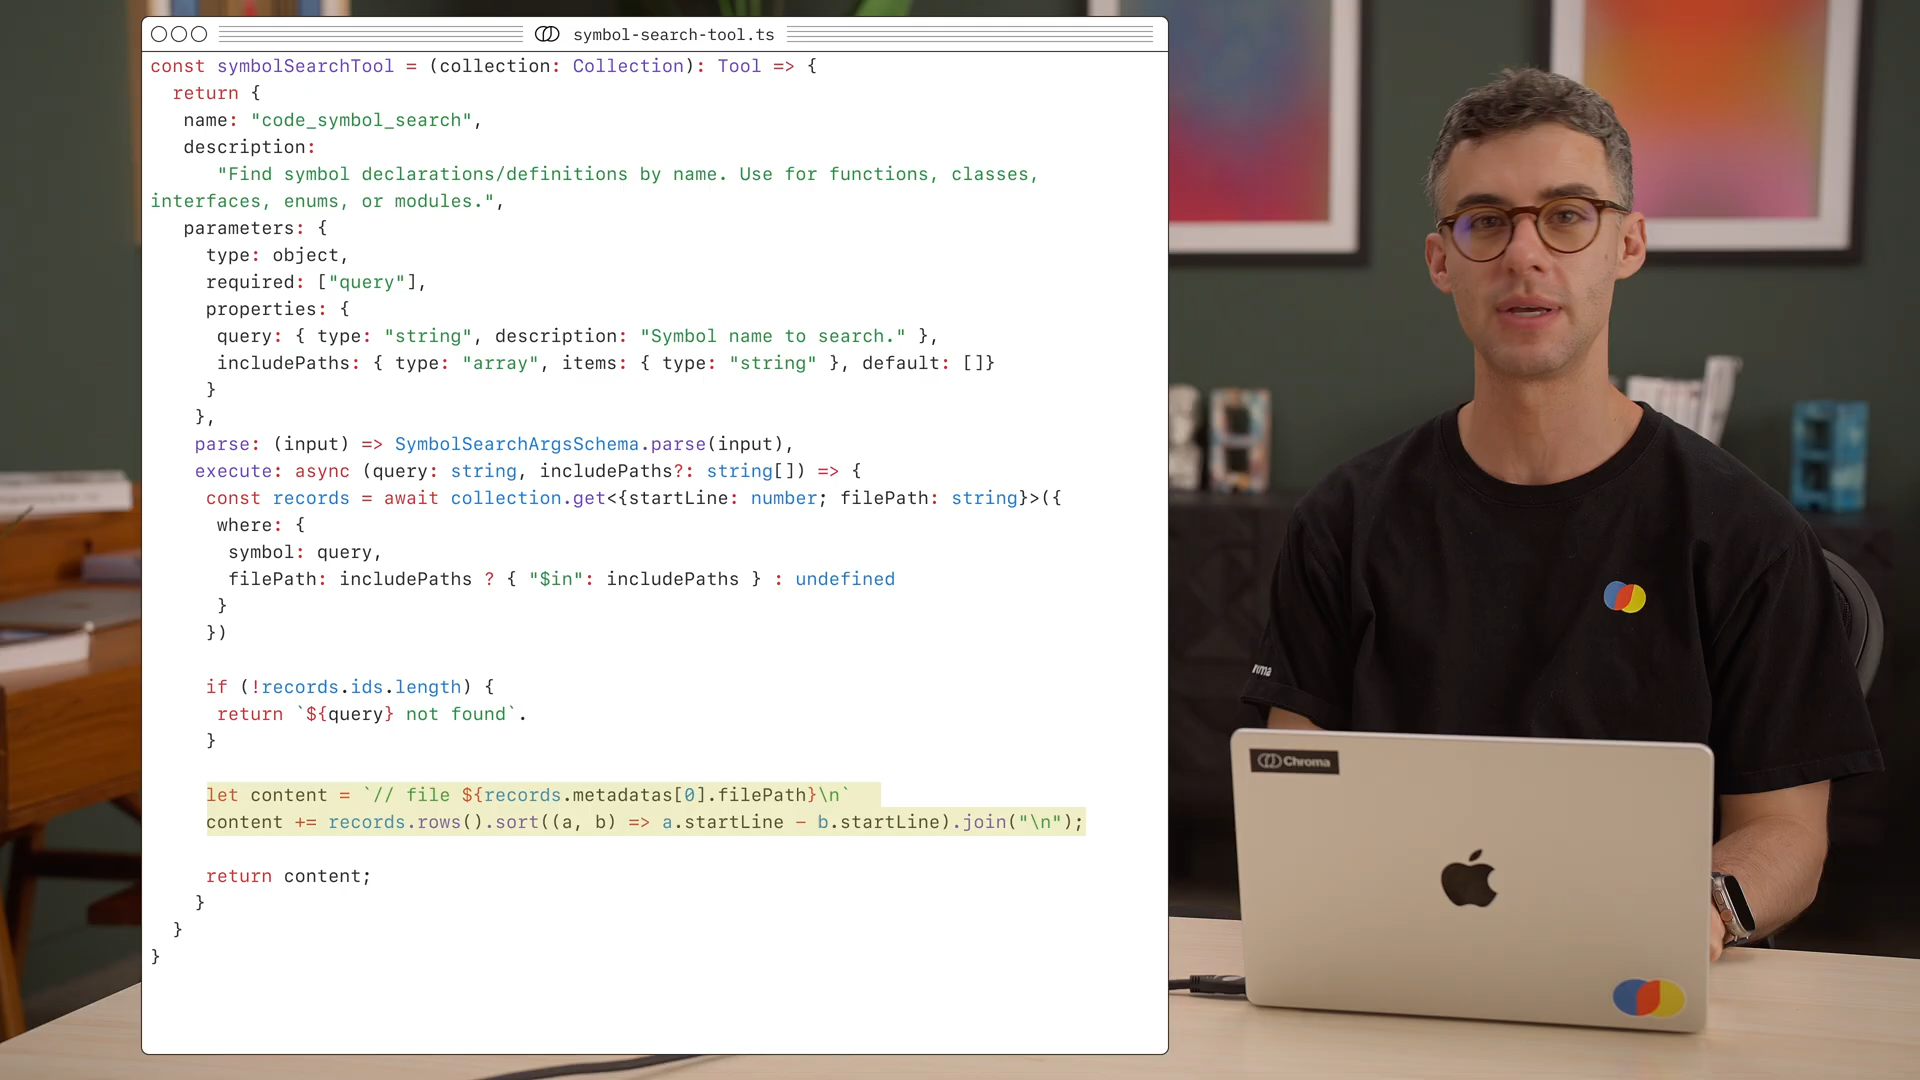 symbol-search-tool.ts
const symbolSearchTool = (collection: Collection): Tool => {
return {
name: "code_symbol_search",
description:
"Find symbol declarations/definitions by name. Use for functions, classes,
interfaces, enums, or modules.",
parameters: {
type: object,
required: ["query"],
properties: {
query: { type: "string", description: "Symbol name to search." },
includePaths: { type: "array", items: { type: "string" }, default: []}
}
},
parse: (input) => SymbolSearchArgsSchema.parse(input),
execute: async (query: string, includePaths?: string[]) => {
const records = await collection.get<{startLine: number; filePath: string}>({
where: {
symbol: query,
filePath: includePaths ? { "$in": includePaths } : undefined
}
})
if (!records.ids.length) {
return `${query} not found`.
}
let content = `// file ${records.metadatas[0].filePath}\n`
content += records.rows().sort((a, b) => a.startLine - b.startLine).join("\n");
return content;
}
}
}
Chroma